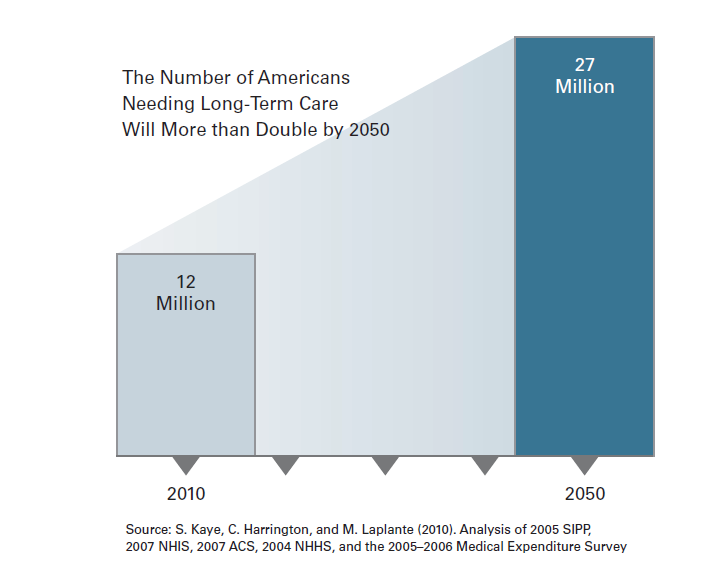 The Number of Americans
Needing Long-Term Care
Will More than Double by 2050
27
Million
12
Million
2010
2050
Source: S. Kaye, C. Harrington, and M. Laplante (2010). Analysis of 2005 SIPP,
2007 NHIS, 2007 ACS, 2004 NHHS, and the 2005–2006 Medical Expenditure Survey